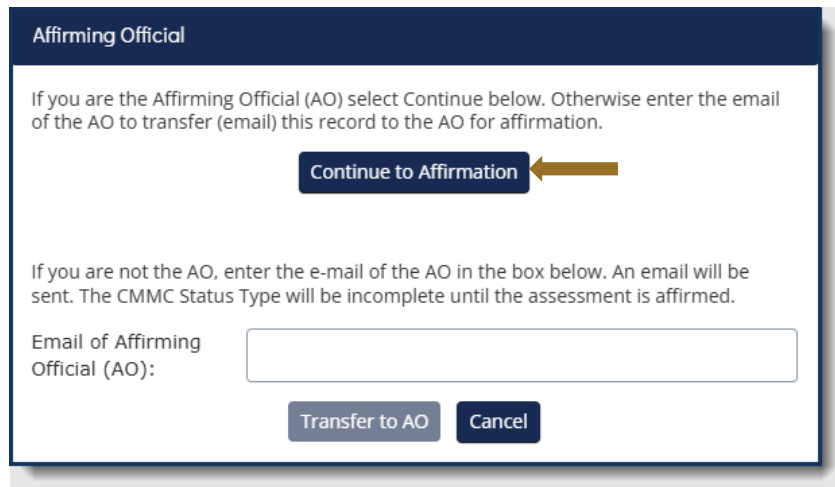 Affirming Official
If you are the Affirming Official (AO) select Continue below. Otherwise enter the email
of the AO to transfer (email) this record to the AO for affirmation.
Continue to Affirmation
If you are not the AO, enter the e-mail of the AO in the box below. An email will be
sent. The CMMC Status Type will be incomplete until the assessment is affirmed.
Email of Affirming
Official (AO):
Transfer to AO Cancel